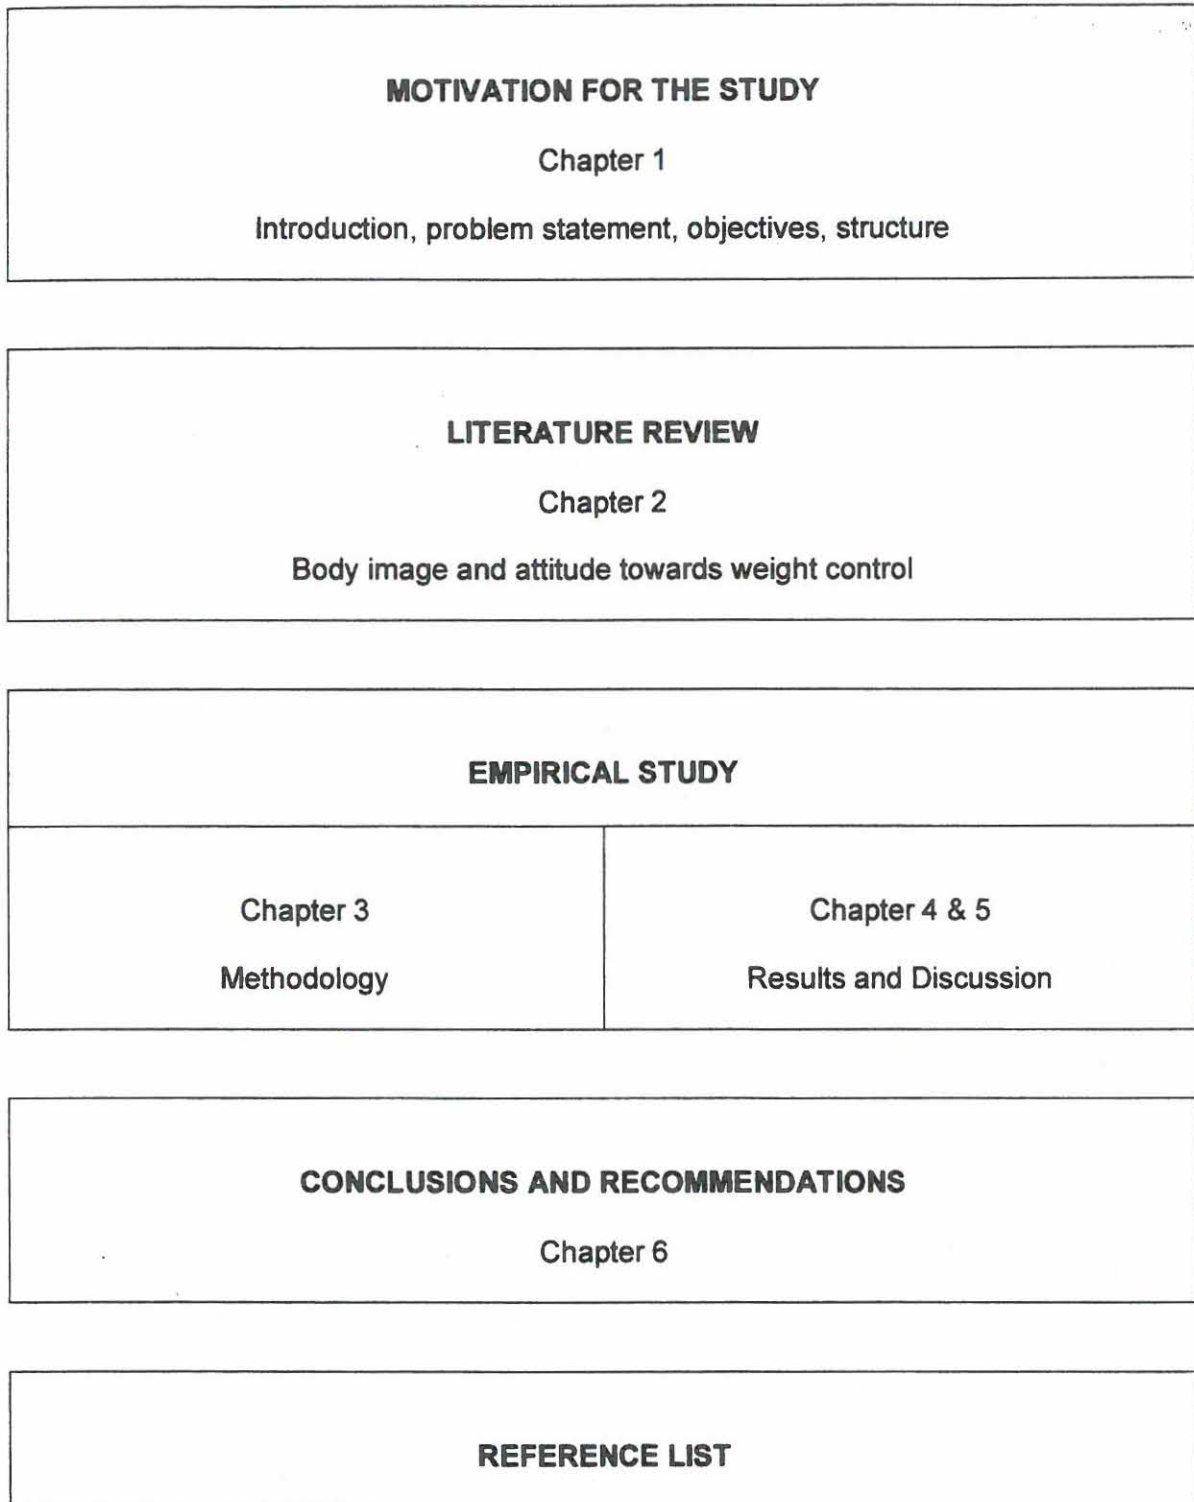 MOTIVATION FOR THE STUDY
Chapter 1
Introduction, problem statement, objectives, structure
LITERATURE REVIEW
Chapter 2
Body image and attitude towards weight control
EMPIRICAL STUDY
Chapter 3
Methodology
Chapter 4 & 5
Results and Discussion
CONCLUSIONS AND RECOMMENDATIONS
Chapter 6
REFERENCE LIST